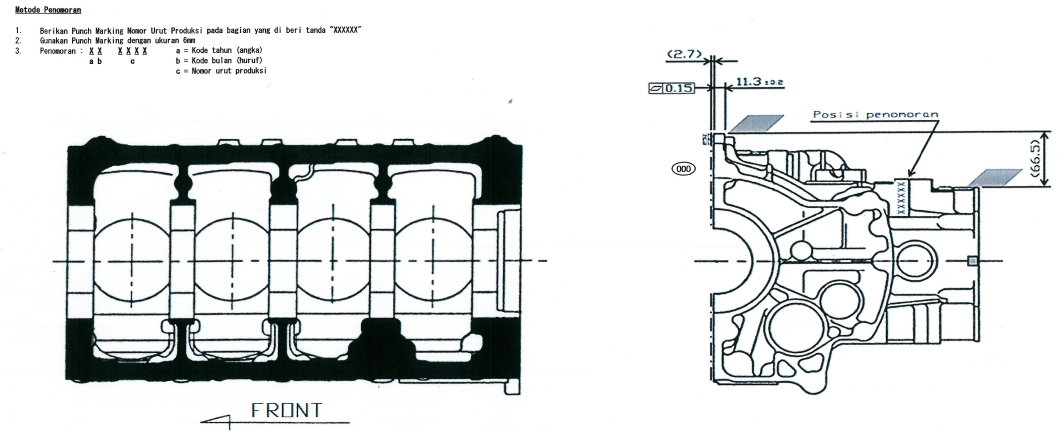 Metode Penomoran
1. Berikan Punch Marking Nomor Urut Produksi pada bagian yang di beri tanda "XXXXXX"
2. Gunakan Punch Marking dengan ukuran 6mm
3. Penomoran : X X X X X X a = Kode tahun (angka)
a b c b = Kode bulan (huruf)
c = Nomor urut produksi
(2.7)
0.15
11.3 ±0.2
Posisi penomoran
(66.5)
000
XXXXXX
FRONT